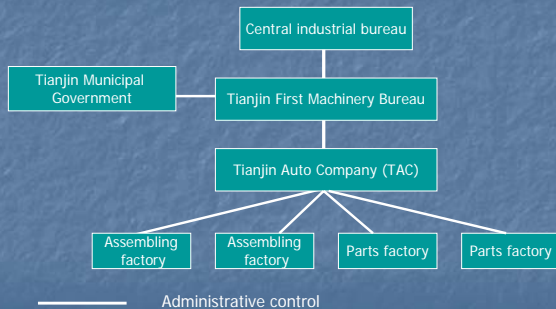 Central industrial bureau
Tianjin Municipal
Government
Tianjin First Machinery Bureau
Tianjin Auto Company (TAC)
Assembling
factory
Assembling
factory
Parts factory
Parts factory
Administrative control